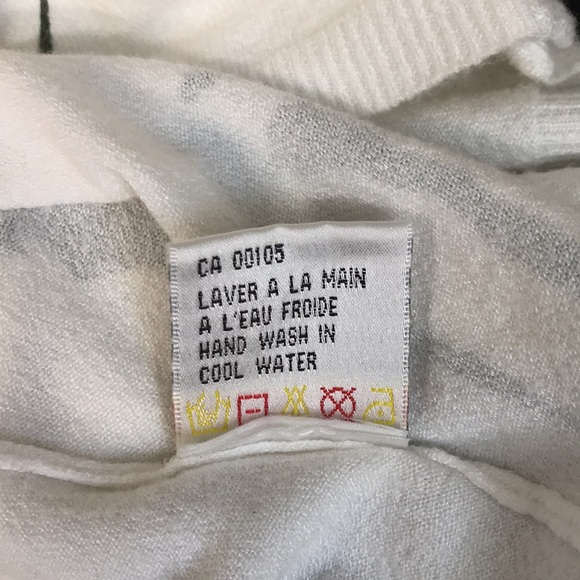 CA 00105
LAVER A LA MAIN
A L'EAU FROIDE
HAND WASH IN
COOL WATER